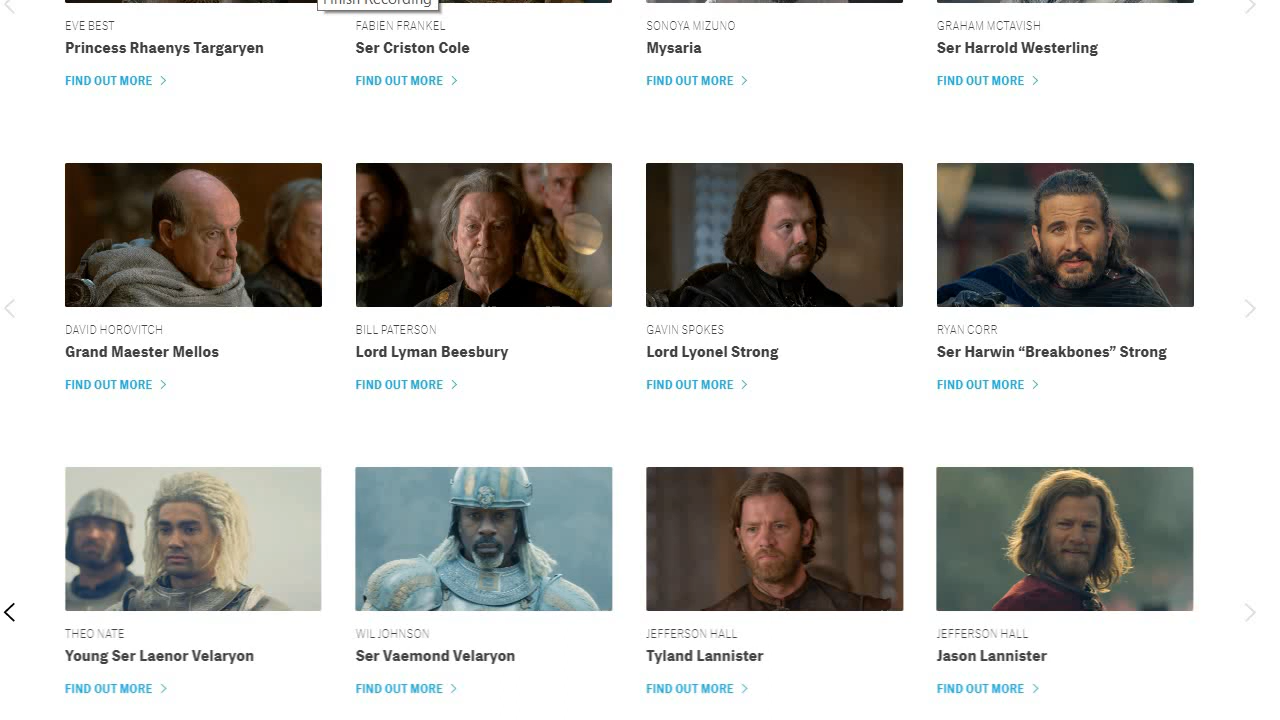 Finish Recording
EVE BEST
FABIEN FRANKEL
SONOYA MIZUNO
GRAHAM MCTAVISH
Princess Rhaenys Targaryen
Ser Criston Cole
Mysaria
Ser Harrold Westerling
FIND OUT MORE
FIND OUT MORE
FIND OUT MORE
FIND OUT MORE
DAVID HOROVITCH
BILL PATERSON
GAVIN SPOKES
RYAN CORR
Grand Maester Mellos
Lord Lyman Beesbury
Lord Lyonel Strong
Ser Harwin “Breakbones” Strong
FIND OUT MORE
FIND OUT MORE
FIND OUT MORE
FIND OUT MORE
THEO NATE
WIL JOHNSON
JEFFERSON HALL
JEFFERSON HALL
Young Ser Laenor Velaryon
Ser Vaemond Velaryon
Tyland Lannister
Jason Lannister
FIND OUT MORE
FIND OUT MORE
FIND OUT MORE
FIND OUT MORE